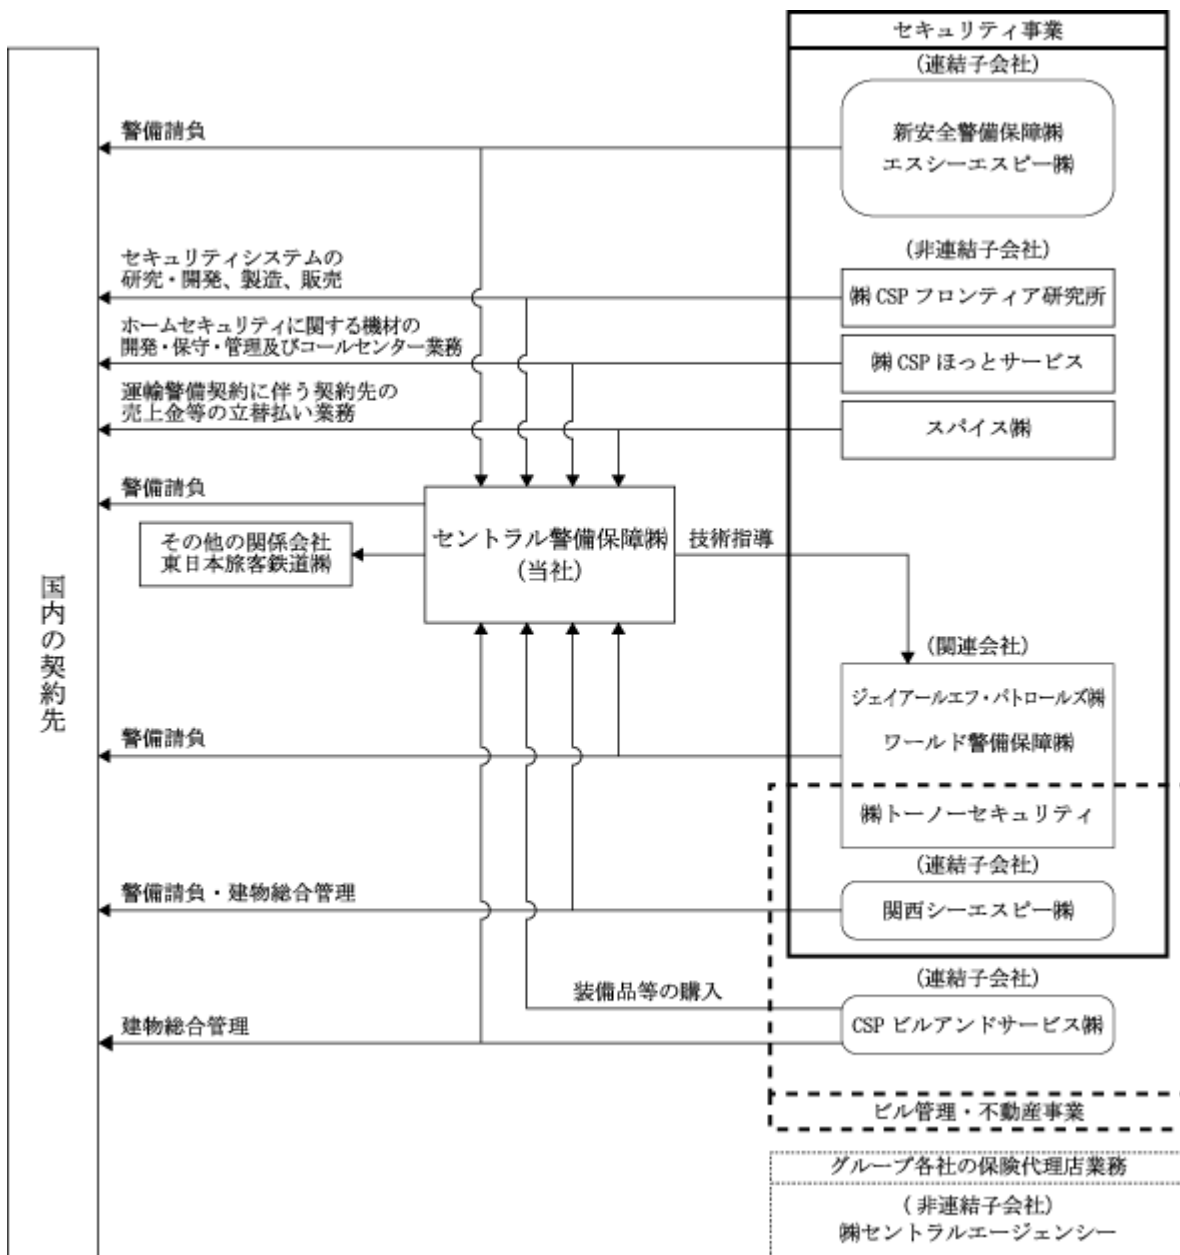 セキュリティ事業
(連結子会社)
新安全警備保障㈱
エスシーエスピー㈱
警備請負
(非連結子会社)
セキュリティシステムの
研究・開発、製造、販売
㈱CSPフロンティア研究所
ホームセキュリティに関する機材の
開発・保守・管理及びコールセンター業務
㈱CSPほっとサービス
運輸警備契約に伴う契約先の
売上金等の立替払い業務
スパイス㈱
警備請負
セントラル警備保障㈱
(当社)
技術指導
その他の関係会社
東日本旅客鉄道㈱
国内の契約先
(関連会社)
ジェイアールエフ・パトロールズ㈱
ワールド警備保障㈱
警備請負
㈱トーノーセキュリティ
(連結子会社)
警備請負・建物総合管理
関西シーエスピー㈱
(連結子会社)
装備品等の購入
CSPビルアンドサービス㈱
建物総合管理
ビル管理・不動産事業
グループ各社の保険代理店業務
(非連結子会社)
㈱セントラルエージェンシー